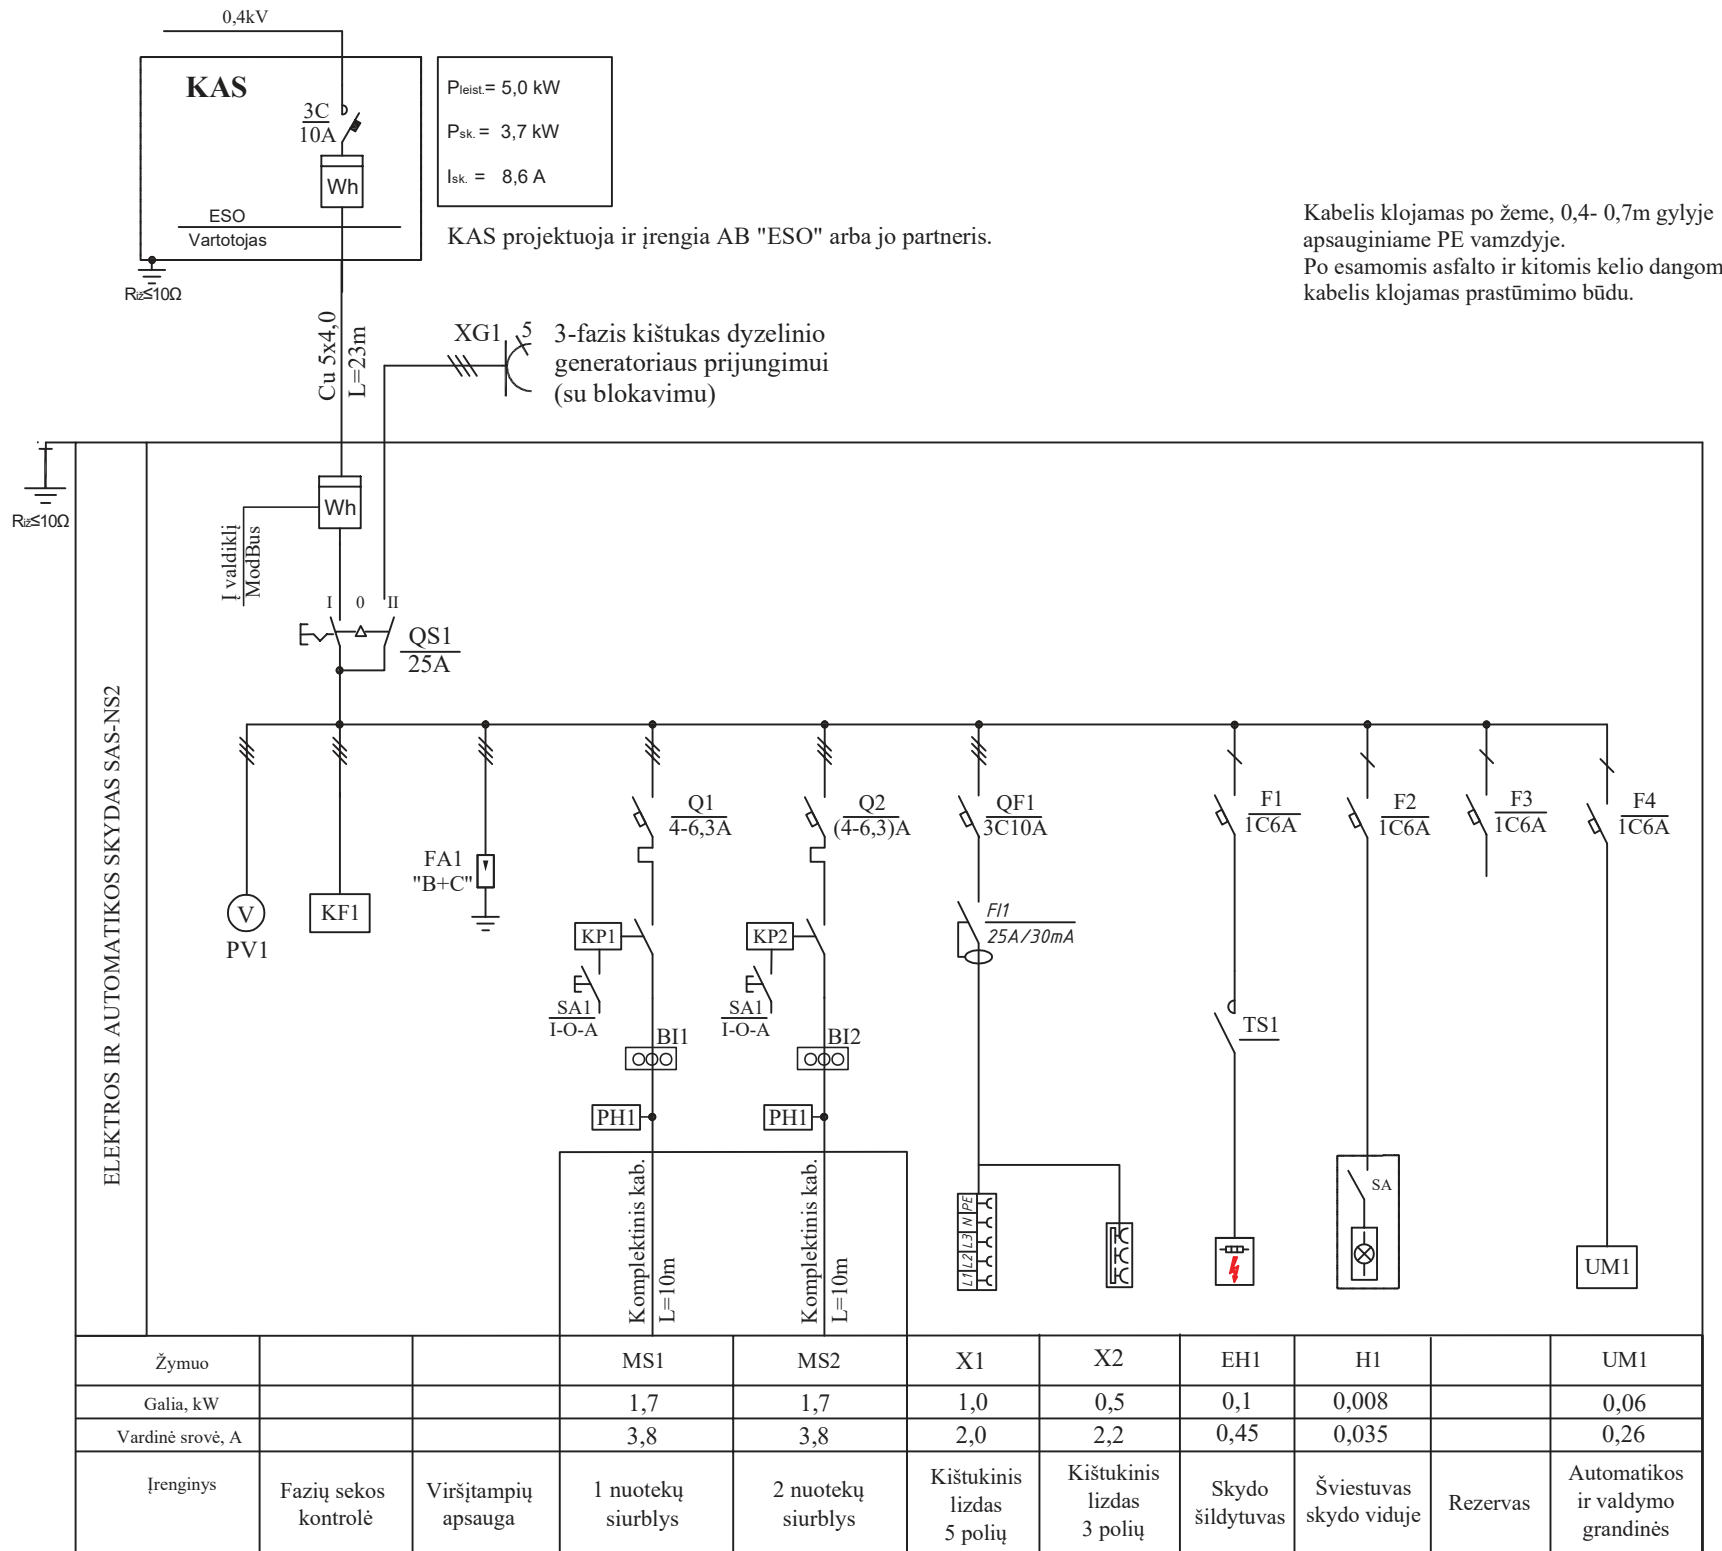 0,4kV
KAS
3C
10A
Wh
ESO
Vartotojas
Riž≤10Ω
Pleist.= 5,0 kW
Psk. = 3,7 kW
Isk. = 8,6 A
KAS projektuoja ir įrengia AB "ESO" arba jo partneris.
Kabelis klojamas po žeme, 0,4- 0,7m gylyje
apsauginiame PE vamzdyje.
Po esamomis asfalto ir kitomis kelio dangom
kabelis klojamas prastūmimo būdu.
Cu 5x4,0
L=23m
XG1
5
3-fazis kištukas dyzelinio
generatoriaus prijungimui
(su blokavimu)
Riž≤10Ω
Wh
Į valdiklį
ModBus
I 0 II
QS1
25A
ELEKTROS IR AUTOMATIKOS SKYDAS SAS-NS2
V
PV1
KF1
FA1
"B+C"
Q1
4-6,3A
KP1
SA1
I-O-A
BI1
PH1
Komplektinis kab.
L=10m
Q2
(4-6,3)A
KP2
SA1
I-O-A
BI2
PH1
Komplektinis kab.
L=10m
QF1
3C10A
FI1
25A/30mA
L1 L2 L3 N PE
F1
1C6A
TS1
F2
1C6A
SA
F3
1C6A
F4
1C6A
UM1
Žymuo MS1 MS2 X1 X2 EH1 H1 UM1
Galia, kW 1,7 1,7 1,0 0,5 0,1 0,008 0,06
Vardinė srovė, A 3,8 3,8 2,0 2,2 0,45 0,035 0,26
Įrenginys
Fazių sekos
kontrolė
Viršįtampių
apsauga
1 nuotekų
siurblys
2 nuotekų
siurblys
Kištukinis
lizdas
5 polių
Kištukinis
lizdas
3 polių
Skydo
šildytuvas
Šviestuvas
skydo viduje
Rezervas
Automatikos
ir valdymo
grandinės